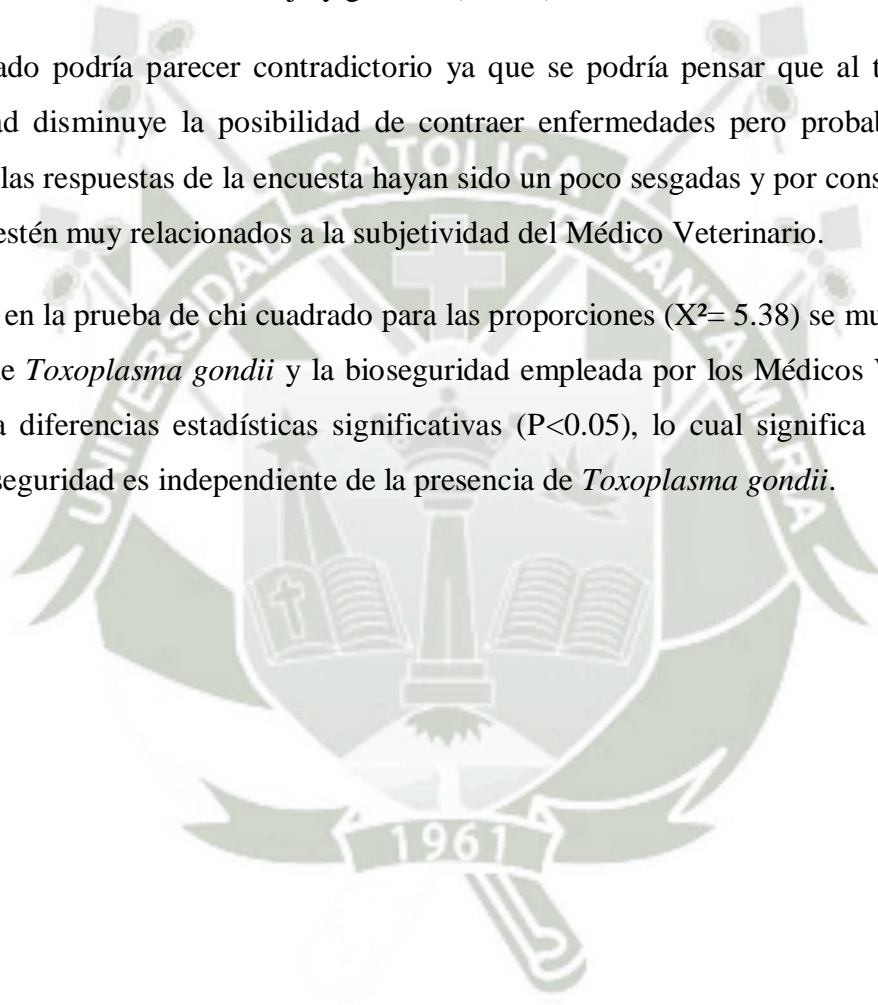 ado podría parecer contradictorio ya que se podría pensar que al t
ad disminuye la posibilidad de contraer enfermedades pero probab
las respuestas de la encuesta hayan sido un poco sesgadas y por cons
estén muy relacionados a la subjetividad del Médico Veterinario.
en la prueba de chi cuadrado para las proporciones (X²= 5.38) se mu
de Toxoplasma gondii y la bioseguridad empleada por los Médicos V
a diferencias estadísticas significativas (P<0.05), lo cual significa
seguridad es independiente de la presencia de Toxoplasma gondii.
UNIVERSIDAD CATOLICA SANTA MARIA
1961